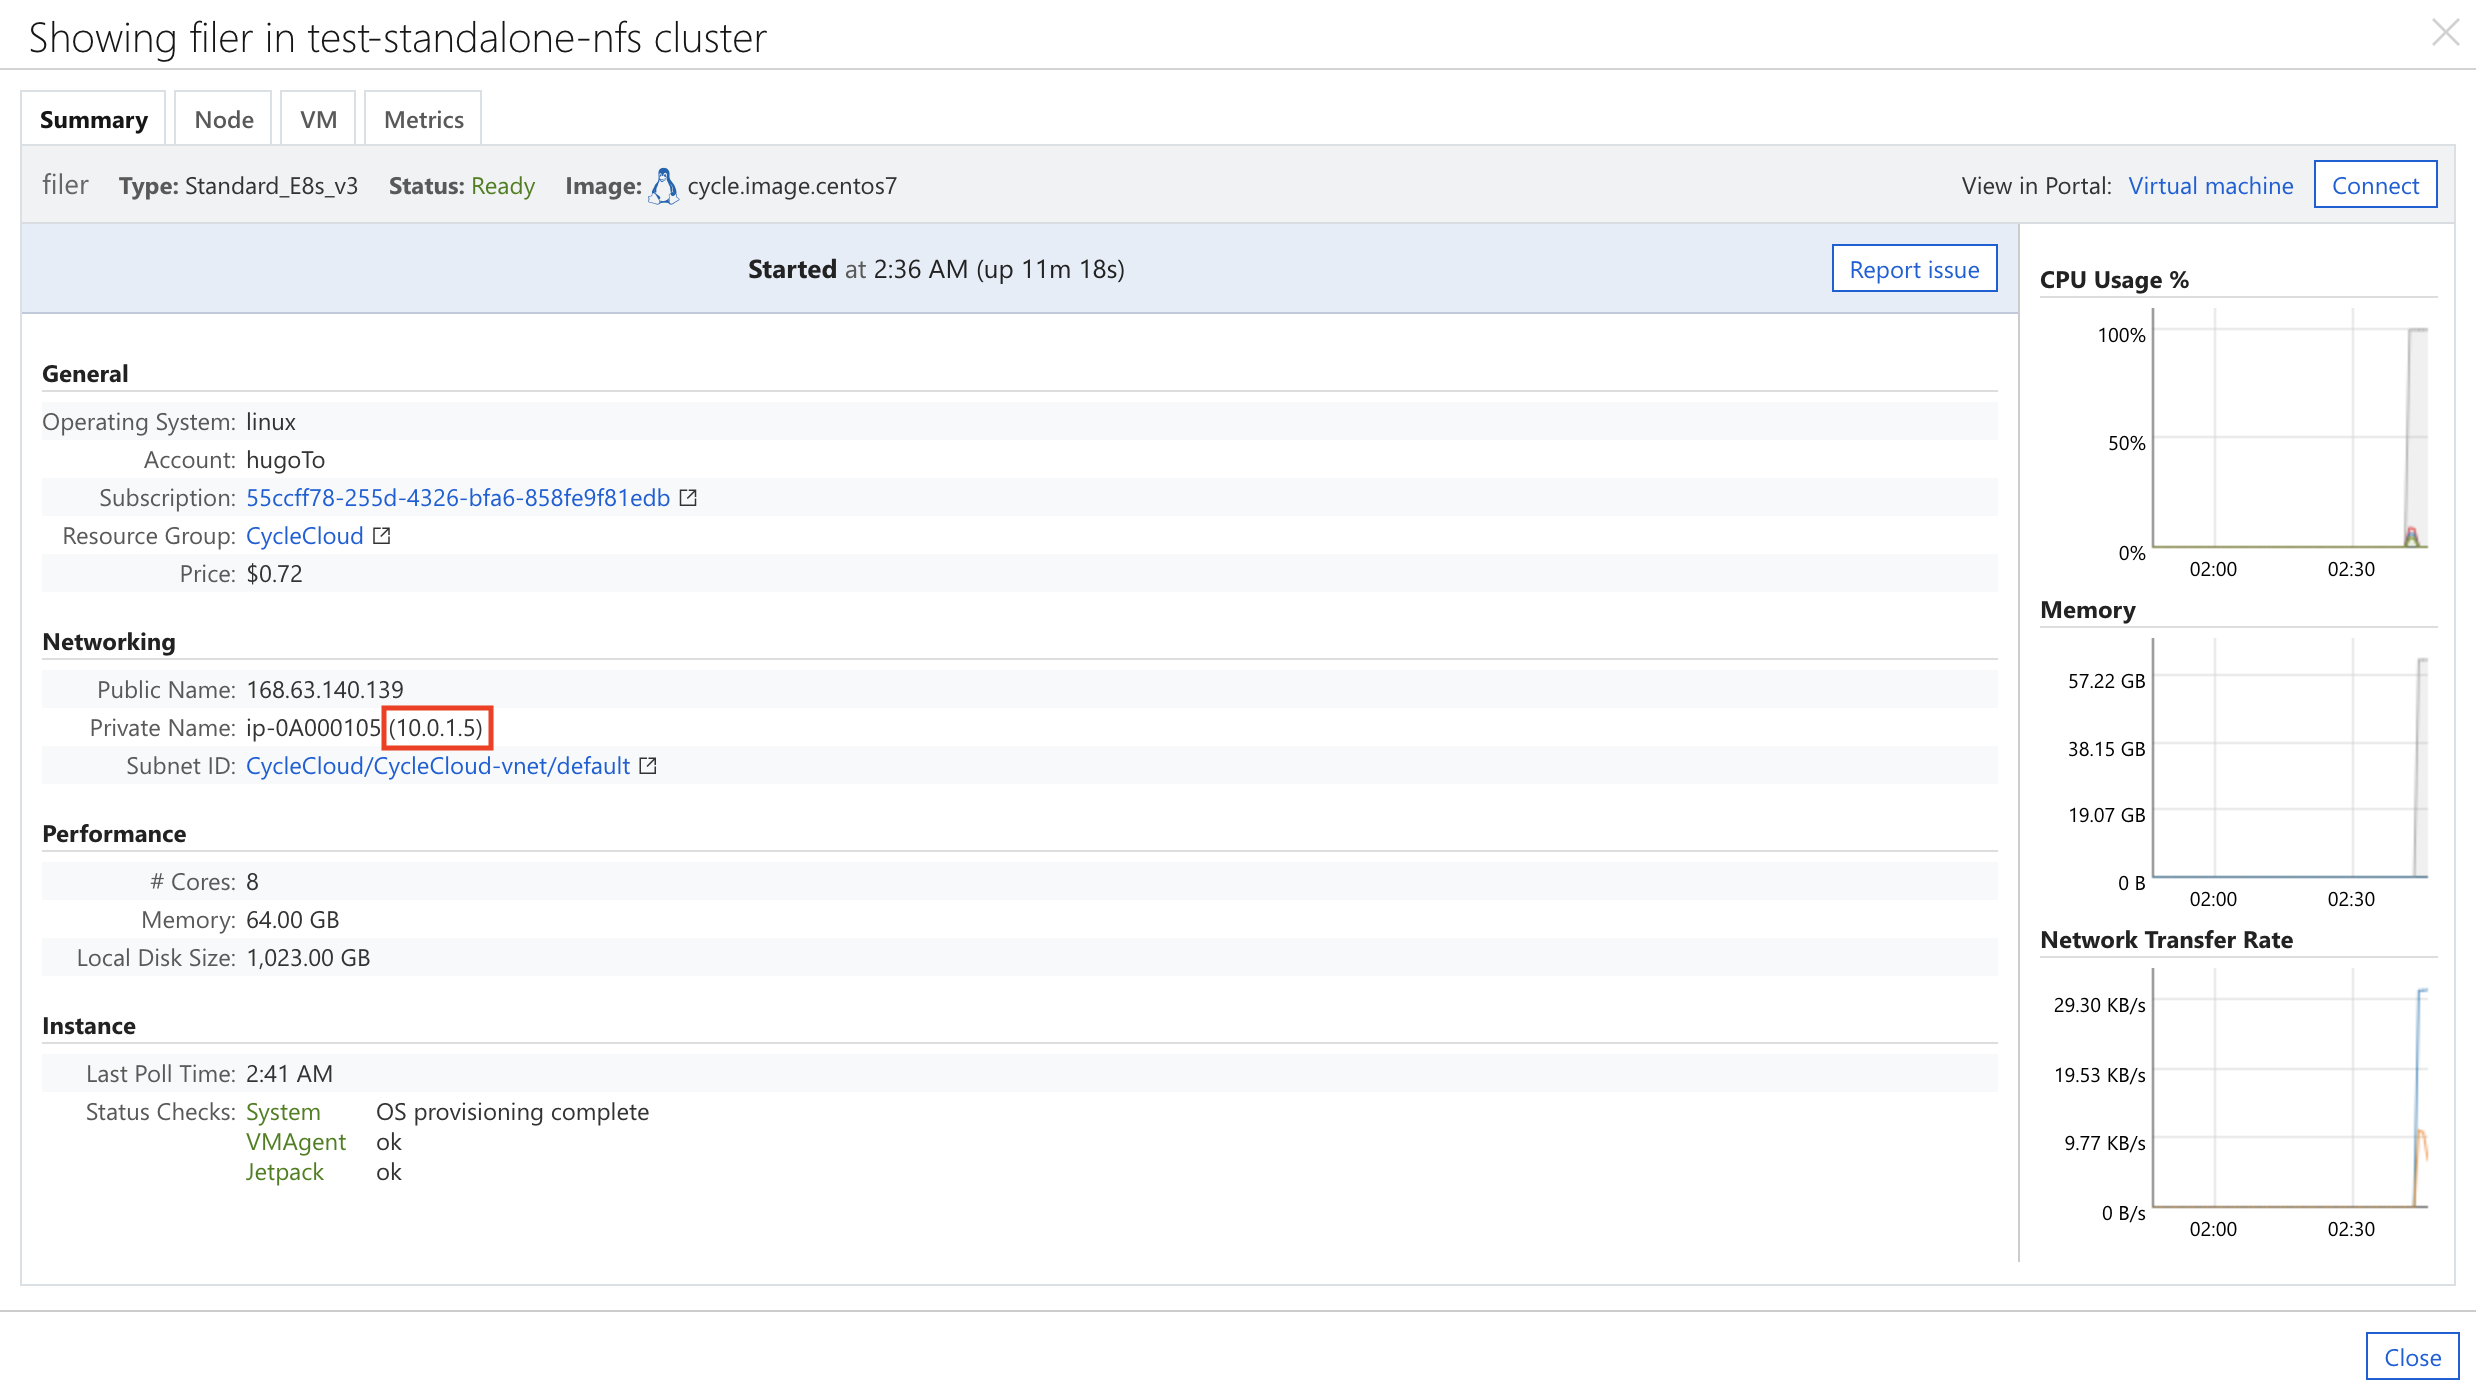 Showing filer in test-standalone-nfs cluster
Summary Node VM Metrics
filer Type: Standard_E8s_v3 Status: Ready Image: cycle.image.centos7 View in Portal: Virtual machine Connect
Started at 2:36 AM (up 11m 18s) Report issue
General
Operating System: linux
Account: hugoTo
Subscription: 55ccff78-255d-4326-bfa6-858fe9f81edb
Resource Group: CycleCloud
Price: $0.72
Networking
Public Name: 168.63.140.139
Private Name: ip-0A000105 (10.0.1.5)
Subnet ID: CycleCloud/CycleCloud-vnet/default
Performance
# Cores: 8
Memory: 64.00 GB
Local Disk Size: 1,023.00 GB
Instance
Last Poll Time: 2:41 AM
Status Checks: System OS provisioning complete
VMAgent ok
Jetpack ok
CPU Usage %
100%
50%
0%
02:00 02:30
Memory
57.22 GB
38.15 GB
19.07 GB
0 B
02:00 02:30
Network Transfer Rate
29.30 KB/s
19.53 KB/s
9.77 KB/s
0 B/s
02:00 02:30
Close